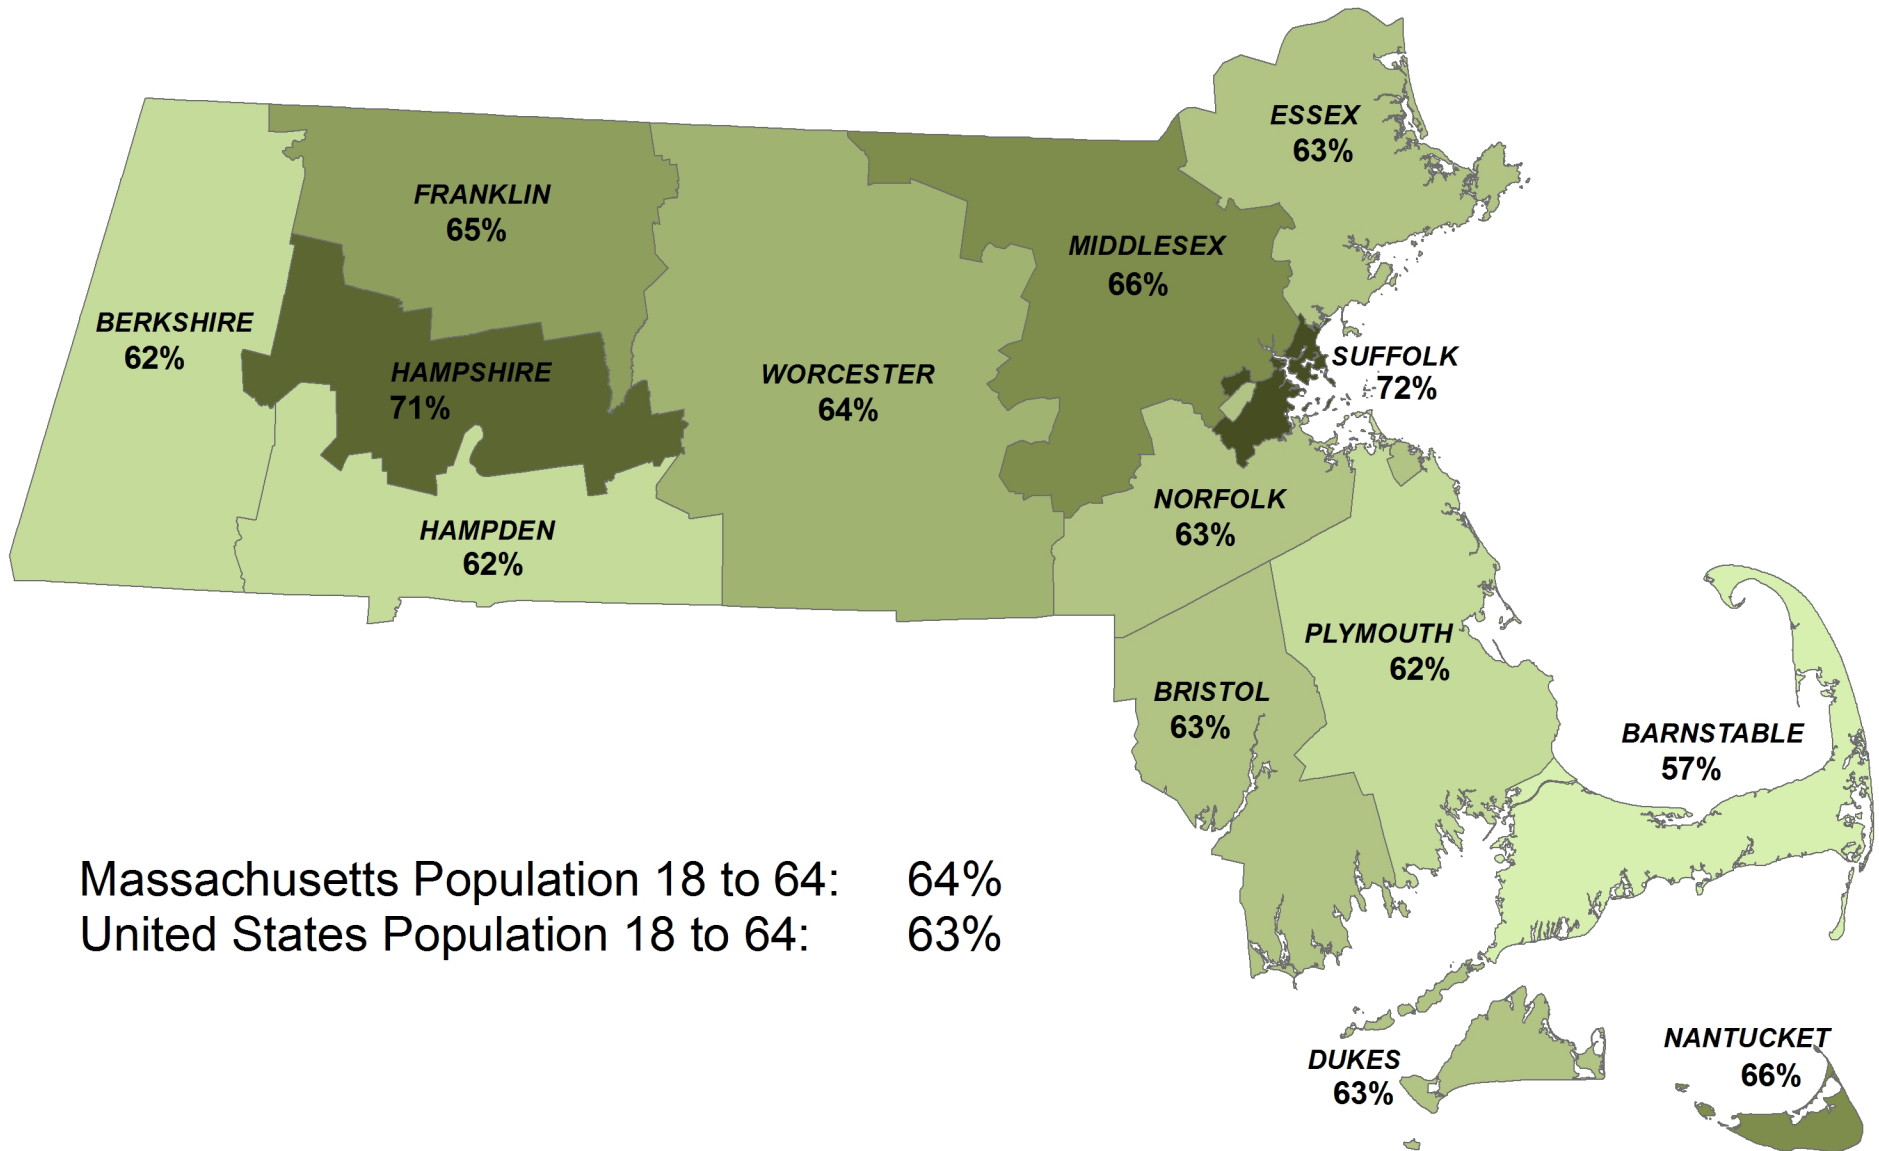 ESSEX
63%
FRANKLIN
65%
MIDDLESEX
66%
BERKSHIRE
62%
HAMPSHIRE
71%
WORCESTER
64%
SUFFOLK
72%
NORFOLK
63%
HAMPDEN
62%
PLYMOUTH
62%
BRISTOL
63%
BARNSTABLE
57%
Massachusetts Population 18 to 64: 64%
United States Population 18 to 64: 63%
DUKES
63%
NANTUCKET
66%